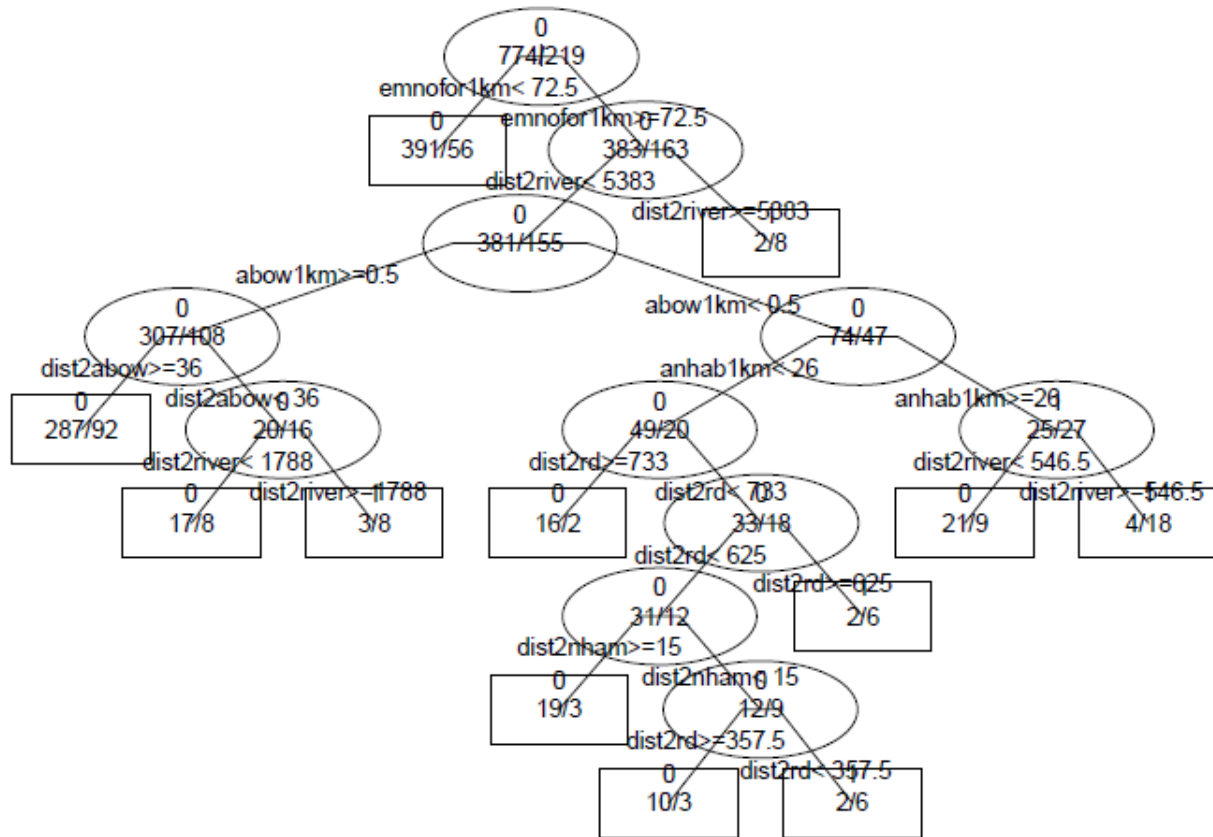 0
774/219
emnofor1km< 72.5
0
391/56
emnofor1km>=72.5
0
383/163
dist2river< 5383
dist2river>=5383
0
381/155
2/8
abow1km>=0.5
abow1km< 0.5
0
307/108
0
74/47
dist2abow>=36
dist2abow< 36
anhab1km< 26
anhab1km>=26
0
287/92
0
20/16
0
49/20
25/27
dist2river< 1788
dist2river>=1788
dist2rd>=733
dist2rd< 733
dist2river< 546.5
dist2river>=546.5
0
17/8
3/8
0
16/2
0
33/18
0
21/9
4/18
dist2rd< 625
dist2rd>=625
0
31/12
2/6
dist2nham>=15
dist2nham< 15
0
19/3
0
12/9
dist2rd>=357.5
dist2rd< 357.5
0
10/3
2/6